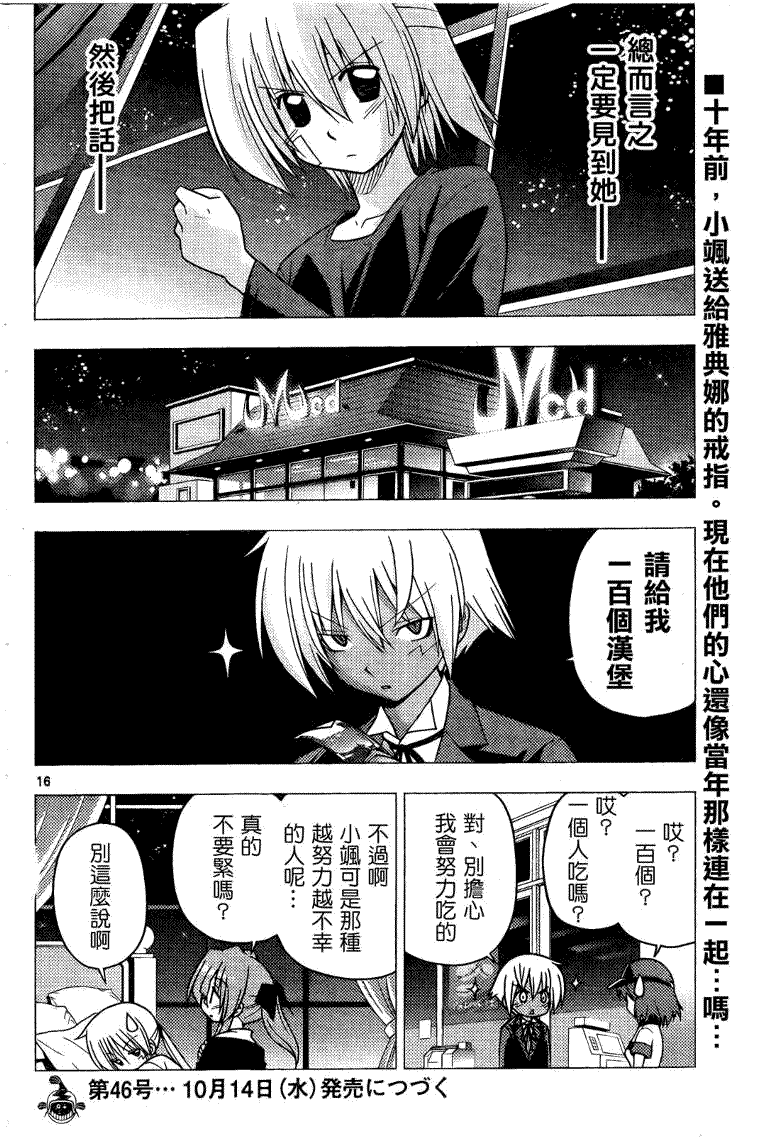 ■十年前，小颯送給雅典娜的戒指。現在他們的心還像當年那樣連在一起…嗎…
總而言之
一定要見到她——
然後把話——
Mcd
Mcd
請給我
一百個漢堡
16
哎？
一百個？
哎？
一個人吃嗎？
對、別擔心
我會努力吃的
不過啊
小颯可是那種
越努力越不幸
的人呢…
真的
不要緊嗎？
別這麼說啊
第46号…10月14日(水)発売につづく